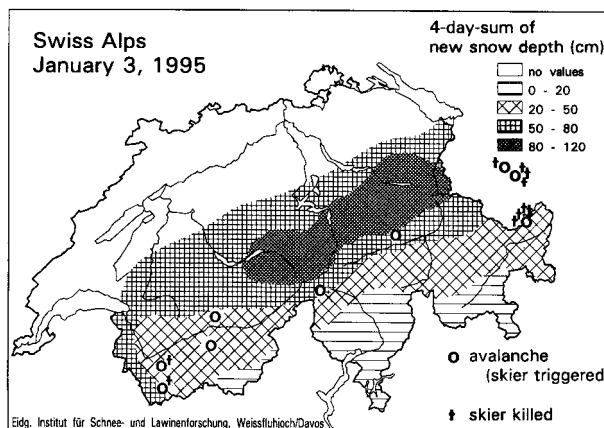 Swiss Alps
January 3, 1995
4-day-sum of
new snow depth (cm)
no values
0 - 20
20 - 50
50 - 80
80 - 120
avalanche
(skier triggered)
skier killed
Eidg. Institut für Schnee- und Lawinenforschung, Weissfluhjoch/Davos